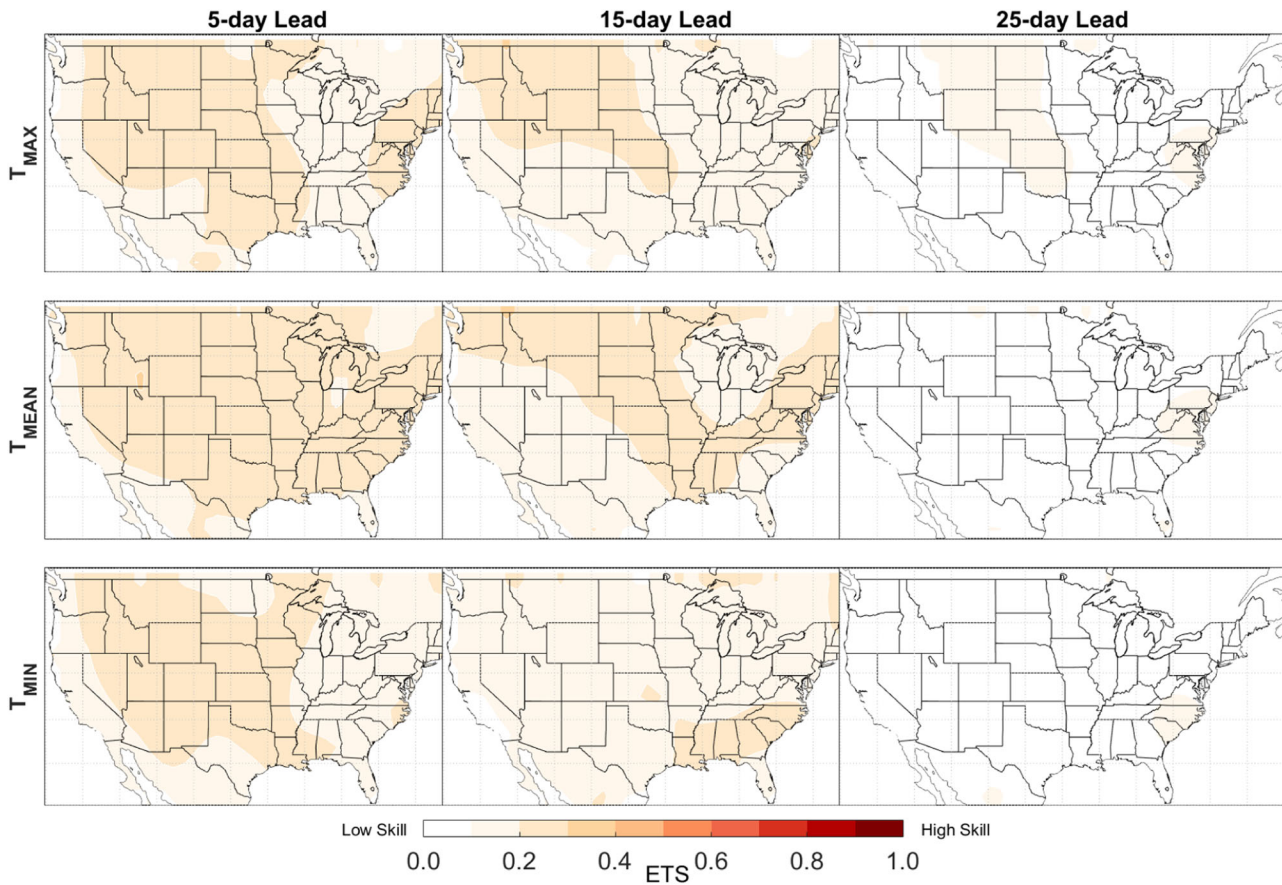 5-day Lead 15-day Lead 25-day Lead
TMAX
TMEAN
TMIN
Low Skill High Skill
0.0 0.2 0.4 0.6 0.8 1.0
ETS